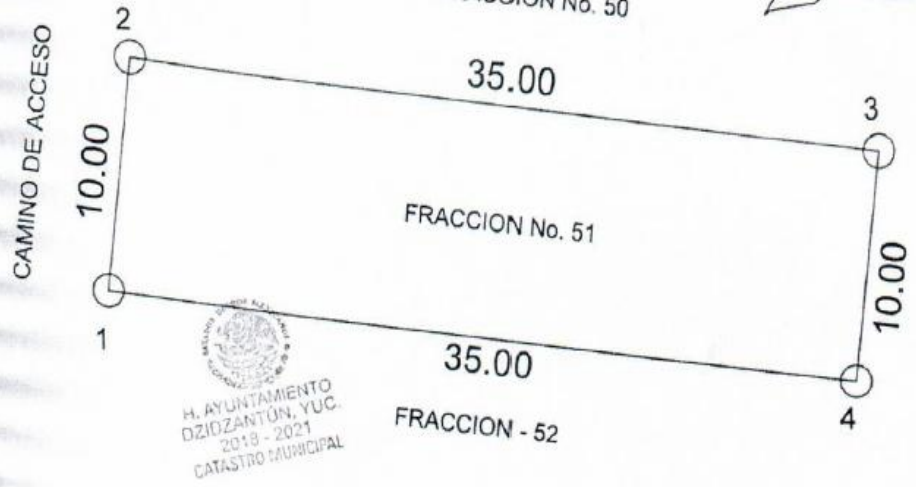 No. 50
2
35.00
3
CAMINO DE ACCESO
10.00
FRACCION No. 51
10.00
1
35.00
4
FRACCION - 52
H. AYUNTAMIENTO
DZIDZANTÚN, YUC.
2018 - 2021
CATASTRO MUNICIPAL